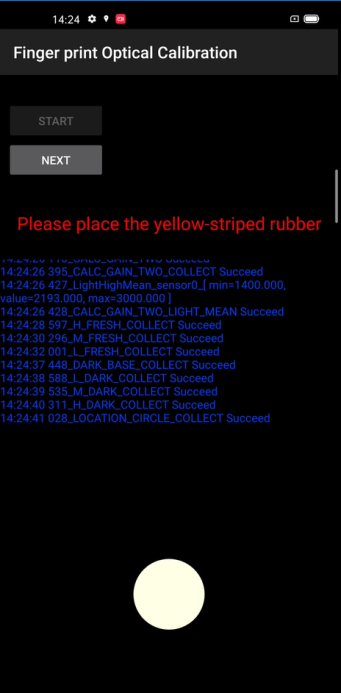 14:24
Finger print Optical Calibration
START
NEXT
Please place the yellow-striped rubber
14:24:26 395_CALC_GAIN_TWO_COLLECT Succeed
14:24:26 427_LightHighMean_sensor0_[ min=1400.000,
value=2193.000, max=3000.000 ]
14:24:26 428_CALC_GAIN_TWO_LIGHT_MEAN Succeed
14:24:28 597_H_FRESH_COLLECT Succeed
14:24:30 296_M_FRESH_COLLECT Succeed
14:24:32 001_L_FRESH_COLLECT Succeed
14:24:37 448_DARK_BASE_COLLECT Succeed
14:24:38 588_L_DARK_COLLECT Succeed
14:24:39 535_M_DARK_COLLECT Succeed
14:24:40 311_H_DARK_COLLECT Succeed
14:24:41 028_LOCATION_CIRCLE_COLLECT Succeed